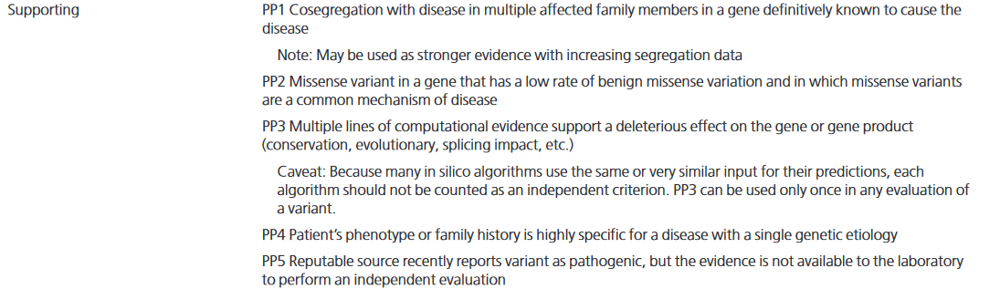 Supporting
PP1 Cosegregation with disease in multiple affected family members in a gene definitively known to cause the
disease
Note: May be used as stronger evidence with increasing segregation data
PP2 Missense variant in a gene that has a low rate of benign missense variation and in which missense variants
are a common mechanism of disease
PP3 Multiple lines of computational evidence support a deleterious effect on the gene or gene product
(conservation, evolutionary, splicing impact, etc.)
Caveat: Because many in silico algorithms use the same or very similar input for their predictions, each
algorithm should not be counted as an independent criterion. PP3 can be used only once in any evaluation of
a variant.
PP4 Patient’s phenotype or family history is highly specific for a disease with a single genetic etiology
PP5 Reputable source recently reports variant as pathogenic, but the evidence is not available to the laboratory
to perform an independent evaluation